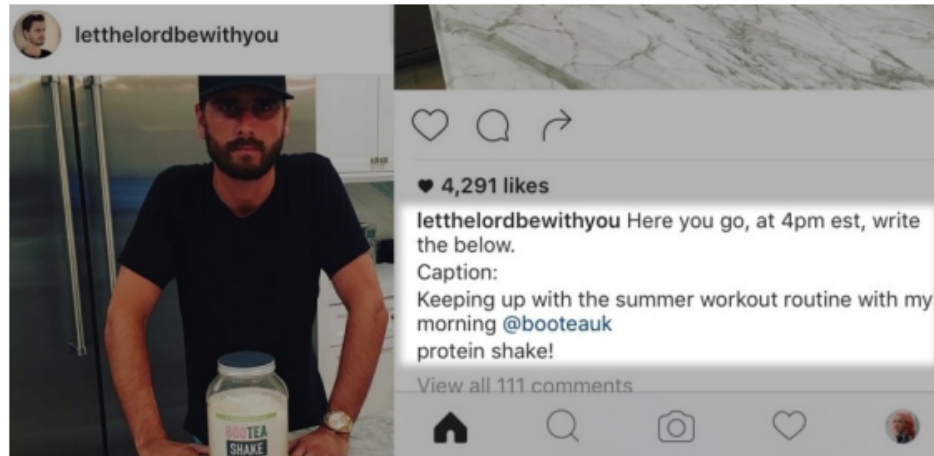 letthelordbewithyou
BOOTEA
SHAKE
4,291 likes
letthelordbewithyou Here you go, at 4pm est, write
the below.
Caption:
Keeping up with the summer workout routine with my
morning @booteauk
protein shake!
View all 111 comments